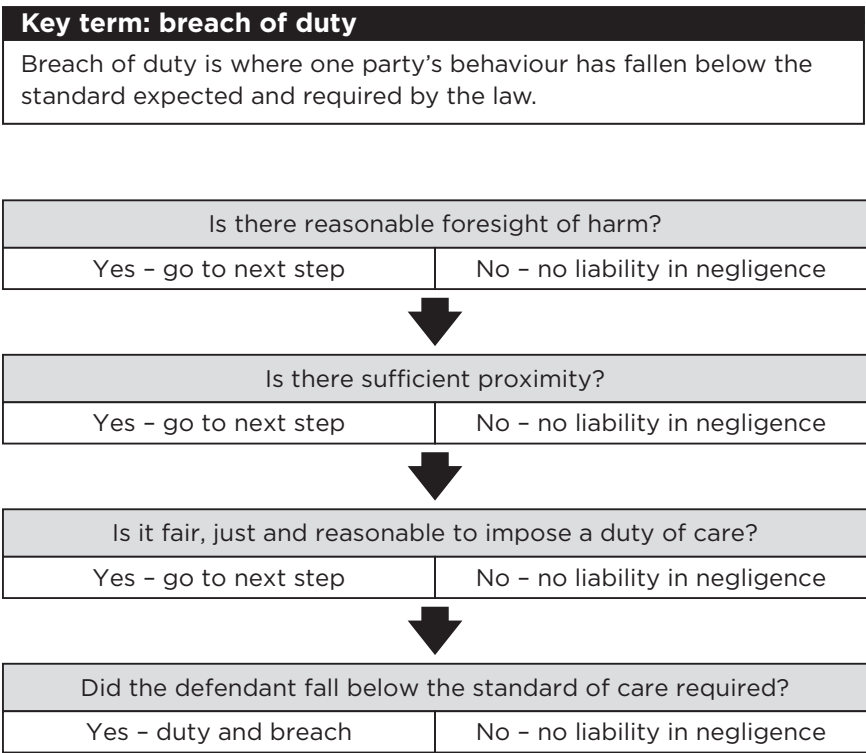 Key term: breach of duty
Breach of duty is where one party’s behaviour has fallen below the
standard expected and required by the law.
Is there reasonable foresight of harm?
Yes – go to next step
No – no liability in negligence
Is there sufficient proximity?
Yes – go to next step
No – no liability in negligence
Is it fair, just and reasonable to impose a duty of care?
Yes – go to next step
No – no liability in negligence
Did the defendant fall below the standard of care required?
Yes – duty and breach
No – no liability in negligence